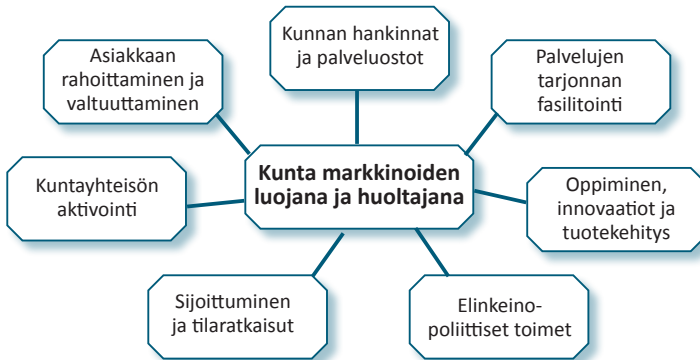 Kunnan hankinnat
ja palveluostot
Asiakkaan
rahoittaminen ja
valtuuttaminen
Palvelujen
tarjonnan
fasilitointi
Kunta markkinoiden
luojana ja huoltajana
Kuntayhteisön
aktivointi
Oppiminen,
innovaatiot ja
tuotekehitys
Sijoittuminen
ja tilaratkaisut
Elinkeino-
poliittiset toimet